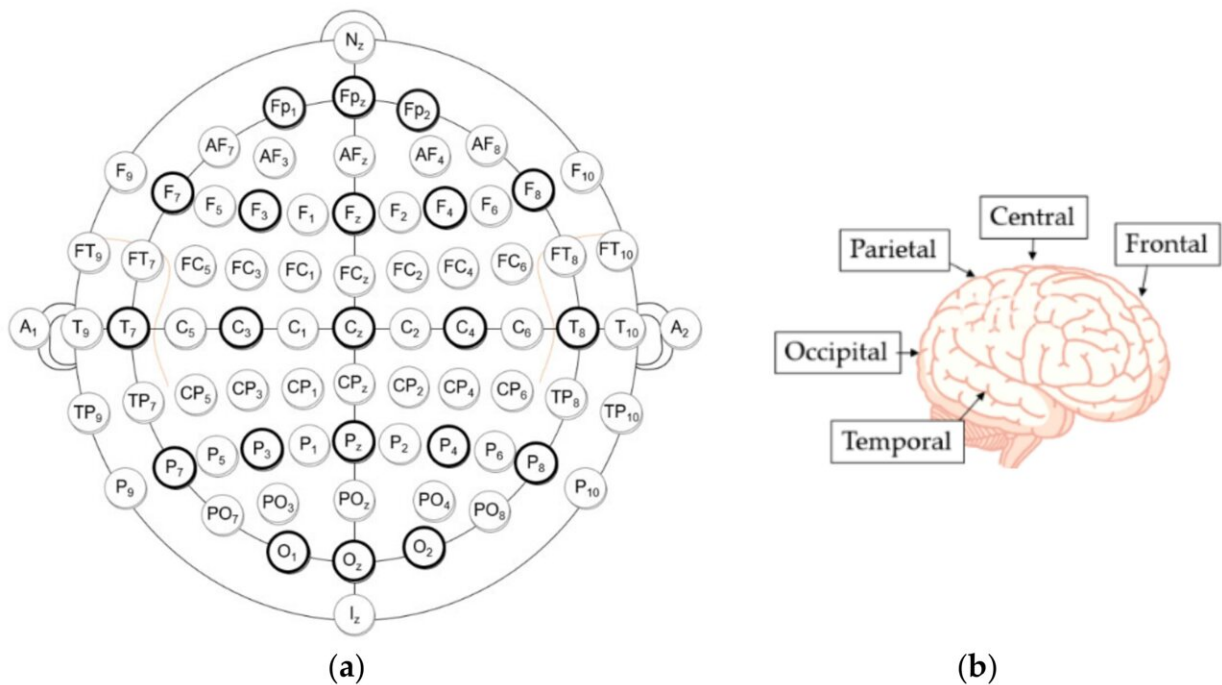 Nz
Fp1 Fpz Fp2
AF7 AF3 AFz AF4 AF8
F9 F7 F5 F3 F1 Fz F2 F4 F6 F8 F10
FT9 FT7 FC5 FC3 FC1 FCz FC2 FC4 FC6 FT8 FT10
A1 T9 T7 C5 C3 C1 Cz C2 C4 C6 T8 T10 A2
TP9 TP7 CP5 CP3 CP1 CPz CP2 CP4 CP6 TP8 TP10
P9 P7 P5 P3 P1 Pz P2 P4 P6 P8 P10
PO7 PO3 POz PO4 PO8
O1 Oz O2
Iz
(a)
Central
Parietal
Frontal
Occipital
Temporal
(b)